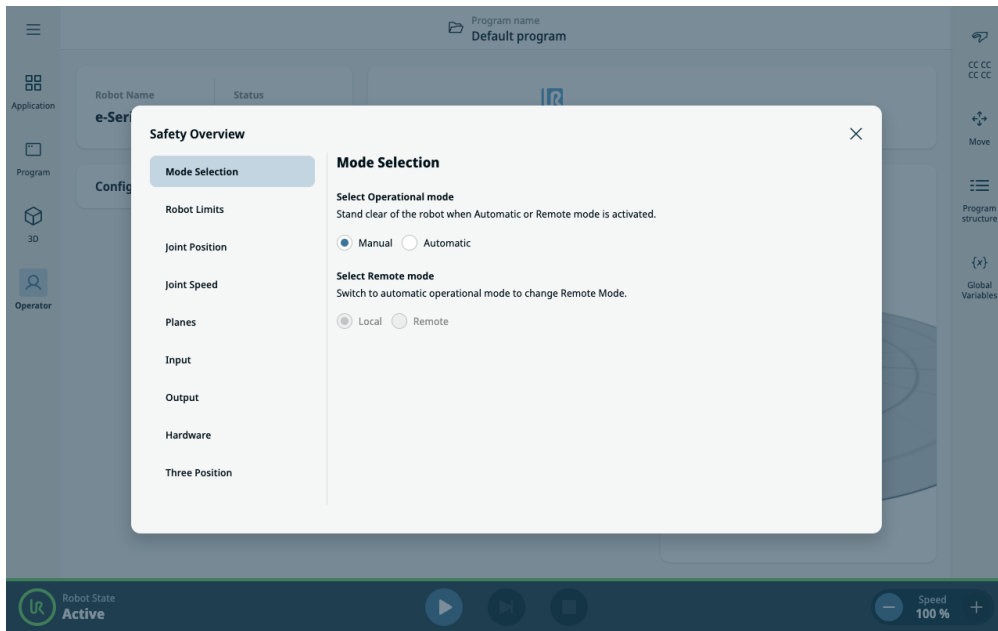 Program name
Default program
Application
Program
3D
Operator
Robot Name
Status
e-Seri
Config
Safety Overview
Mode Selection
Robot Limits
Joint Position
Joint Speed
Planes
Input
Output
Hardware
Three Position
Mode Selection
Select Operational mode
Stand clear of the robot when Automatic or Remote mode is activated.
Manual
Automatic
Select Remote mode
Switch to automatic operational mode to change Remote Mode.
Local
Remote
CC CC
CC CC
Move
Program
structure
{x}
Global
Variables
Robot State
Active
Speed
100 %